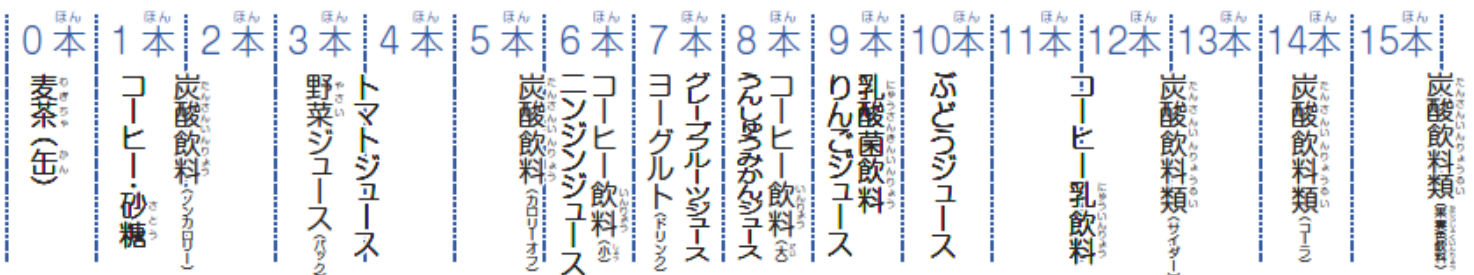 0本 1本 2本 3本 4本 5本 6本 7本 8本 9本 10本 11本 12本 13本 14本 15本
麦茶（缶）
コーヒー・砂糖
炭酸飲料（ノンカロリー）
野菜ジュース（パック）
トマトジュース
炭酸飲料（カロリーオフ）
ニンジンジュース
コーヒー飲料（小）
ヨーグルト（ドリンク）
グレープフルーツジュース
うんしゅうみかんジュース
コーヒー飲料（大）
りんごジュース
乳酸菌飲料
ぶどうジュース
コーヒー乳飲料
炭酸飲料類（サイダー）
炭酸飲料類（コーラ）
炭酸飲料類（果実色飲料）